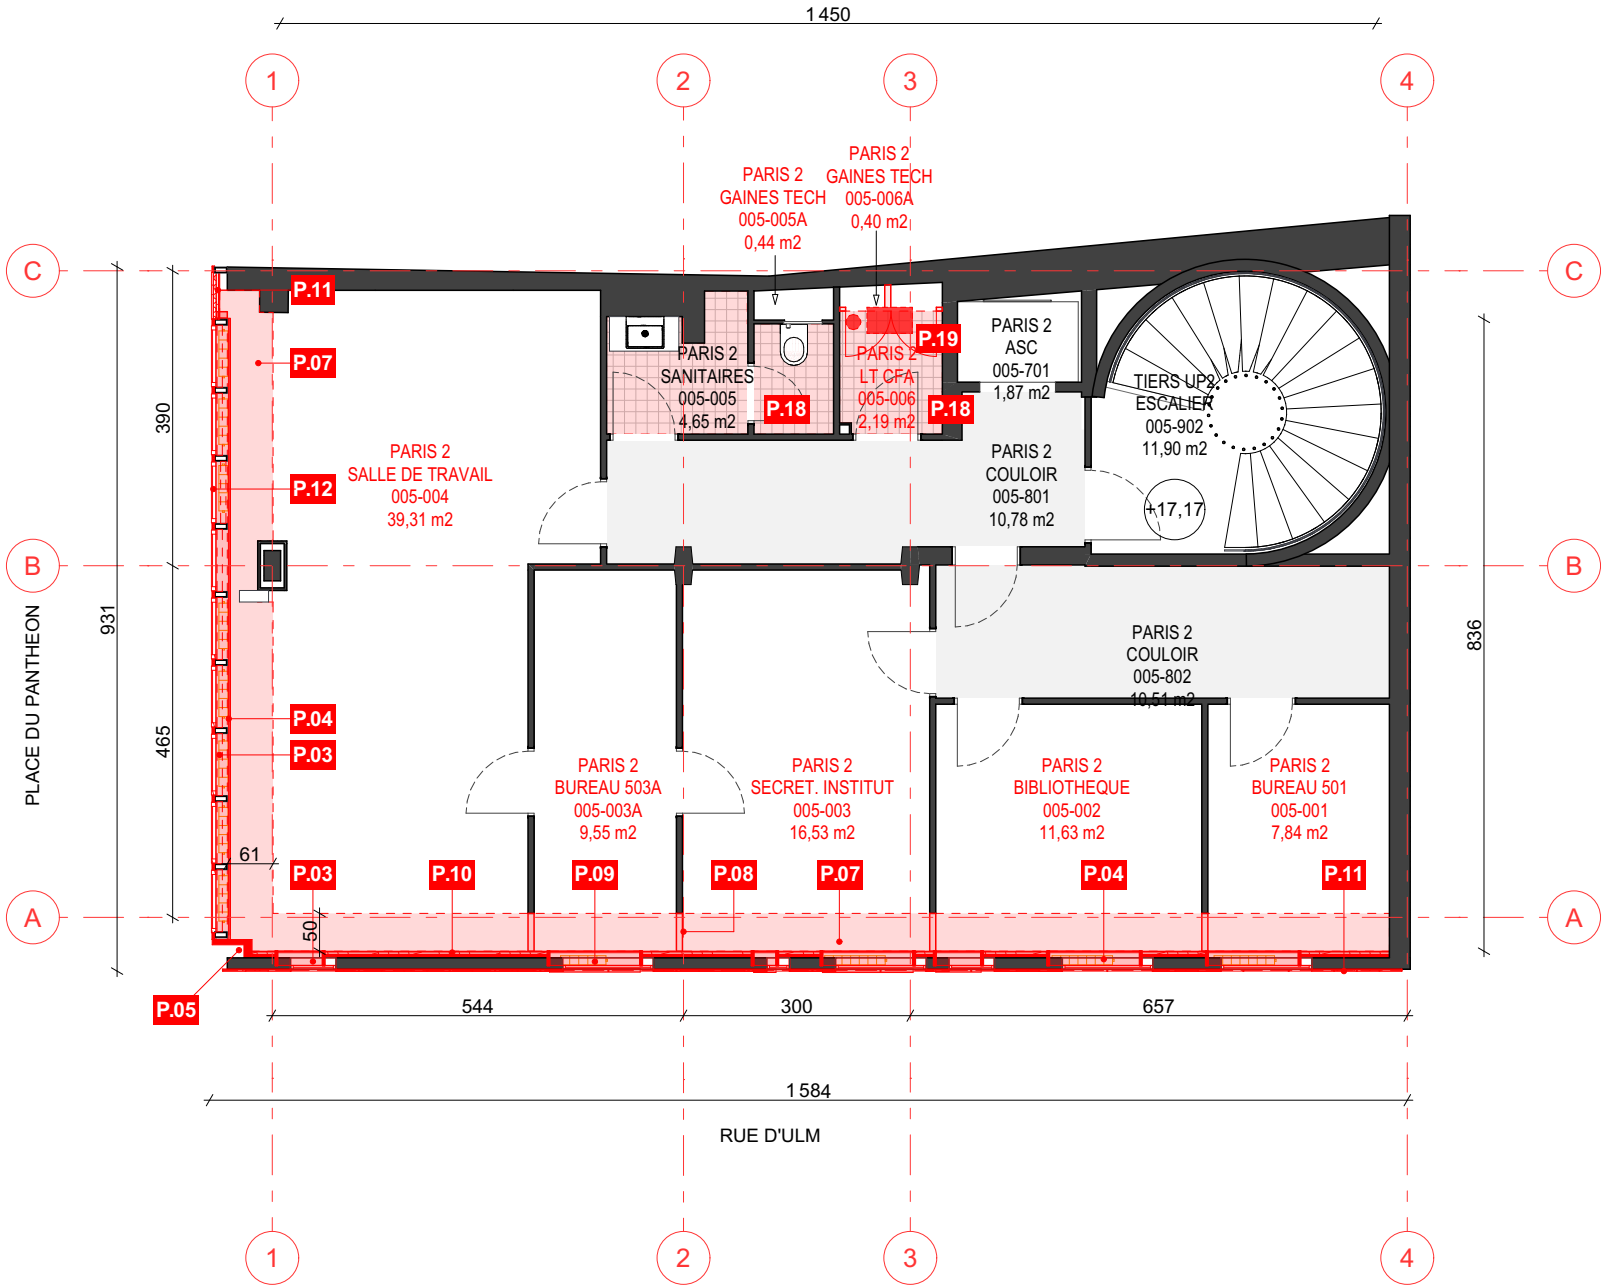 1 450
1
2
3
4
PARIS 2
GAINES TECH
005-005A
0,44 m2
PARIS 2
GAINES TECH
005-006A
0,40 m2
C
C
P.11
P.07
P.12
390
931
465
836
PARIS 2
SALLE DE TRAVAIL
005-004
39,31 m2
PARIS 2
SANITAIRES
005-005
4,65 m2
P.18
PARIS 2
LT CFA
005-006
2,19 m2
P.19
P.18
PARIS 2
ASC
005-701
1,87 m2
TIERS UP2
ESCALIER
005-902
11,90 m2
+17,17
PARIS 2
COULOIR
005-801
10,78 m2
B
B
PLACE DU PANTHEON
PARIS 2
COULOIR
005-802
10,51 m2
P.04
P.03
PARIS 2
BUREAU 503A
005-003A
9,55 m2
PARIS 2
SECRET. INSTITUT
005-003
16,53 m2
PARIS 2
BIBLIOTHEQUE
005-002
11,63 m2
PARIS 2
BUREAU 501
005-001
7,84 m2
61
P.03
P.10
P.09
P.08
P.07
P.04
P.11
A
A
50
P.05
544
300
657
1 584
RUE D'ULM
1
2
3
4